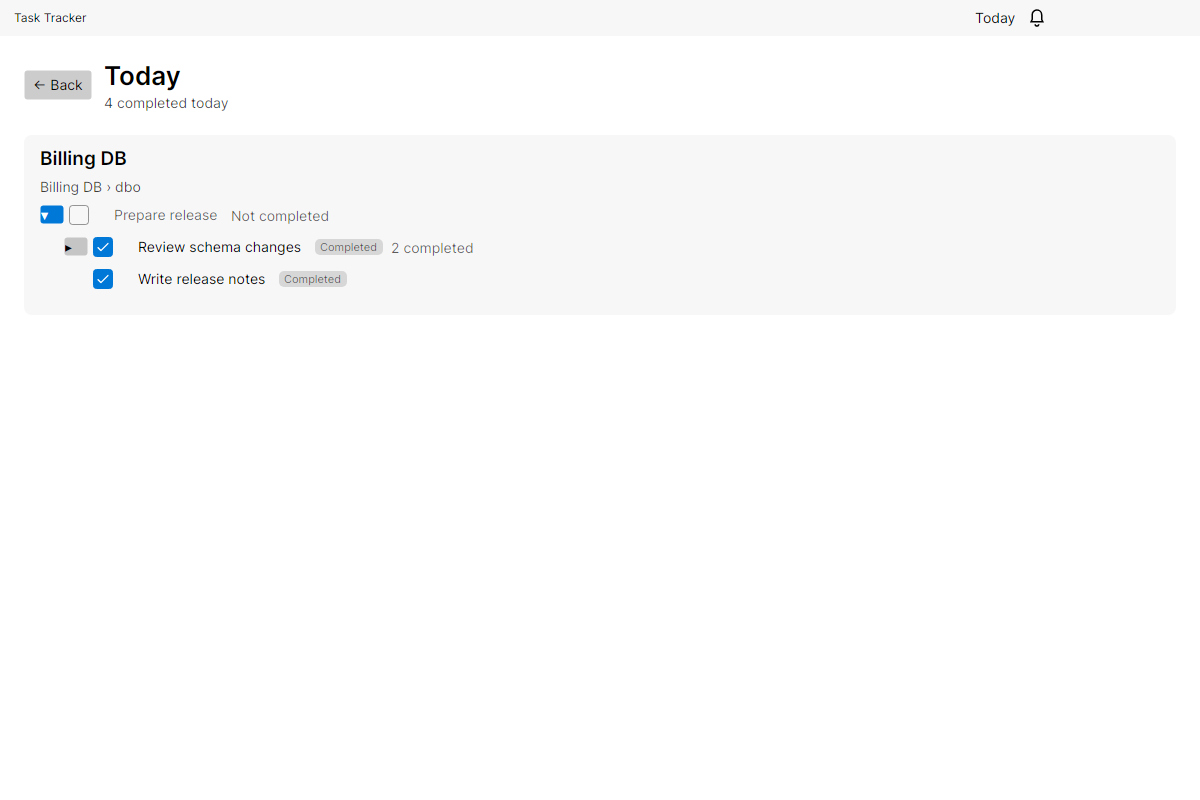 Task Tracker
Today
← Back
Today
4 completed today
Billing DB
Billing DB › dbo
Prepare release Not completed
Review schema changes Completed 2 completed
Write release notes Completed